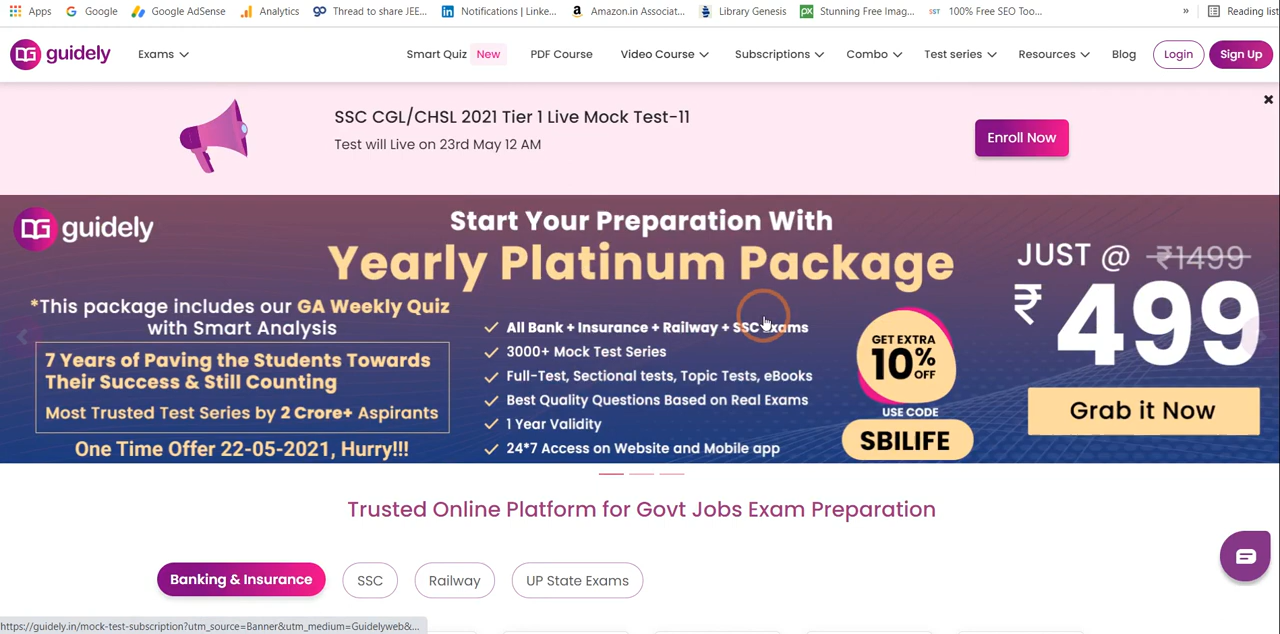 Apps Google Google AdSense Analytics Thread to share JEE... Notifications | Linke... Amazon.in Associat... Library Genesis Stunning Free Imag... 100% Free SEO Too... » Reading list
guidely Exams Smart Quiz New PDF Course Video Course Subscriptions Combo Test series Resources Blog Login Sign Up
SSC CGL/CHSL 2021 Tier 1 Live Mock Test-11
Test will Live on 23rd May 12 AM
Enroll Now
guidely
Start Your Preparation With
Yearly Platinum Package
*This package includes our GA Weekly Quiz
with Smart Analysis
7 Years of Paving the Students Towards
Their Success & Still Counting
Most Trusted Test Series by 2 Crore+ Aspirants
One Time Offer 22-05-2021, Hurry!!!
All Bank + Insurance + Railway + SSC Exams
3000+ Mock Test Series
Full-Test, Sectional tests, Topic Tests, eBooks
Best Quality Questions Based on Real Exams
1 Year Validity
24*7 Access on Website and Mobile app
GET EXTRA
10% OFF
USE CODE
SBILIFE
JUST @ ₹1499
₹ 499
Grab it Now
Trusted Online Platform for Govt Jobs Exam Preparation
Banking & Insurance SSC Railway UP State Exams
https://guidely.in/mock-test-subscription?utm_source=Banner&utm_medium=Guidelyweb&...